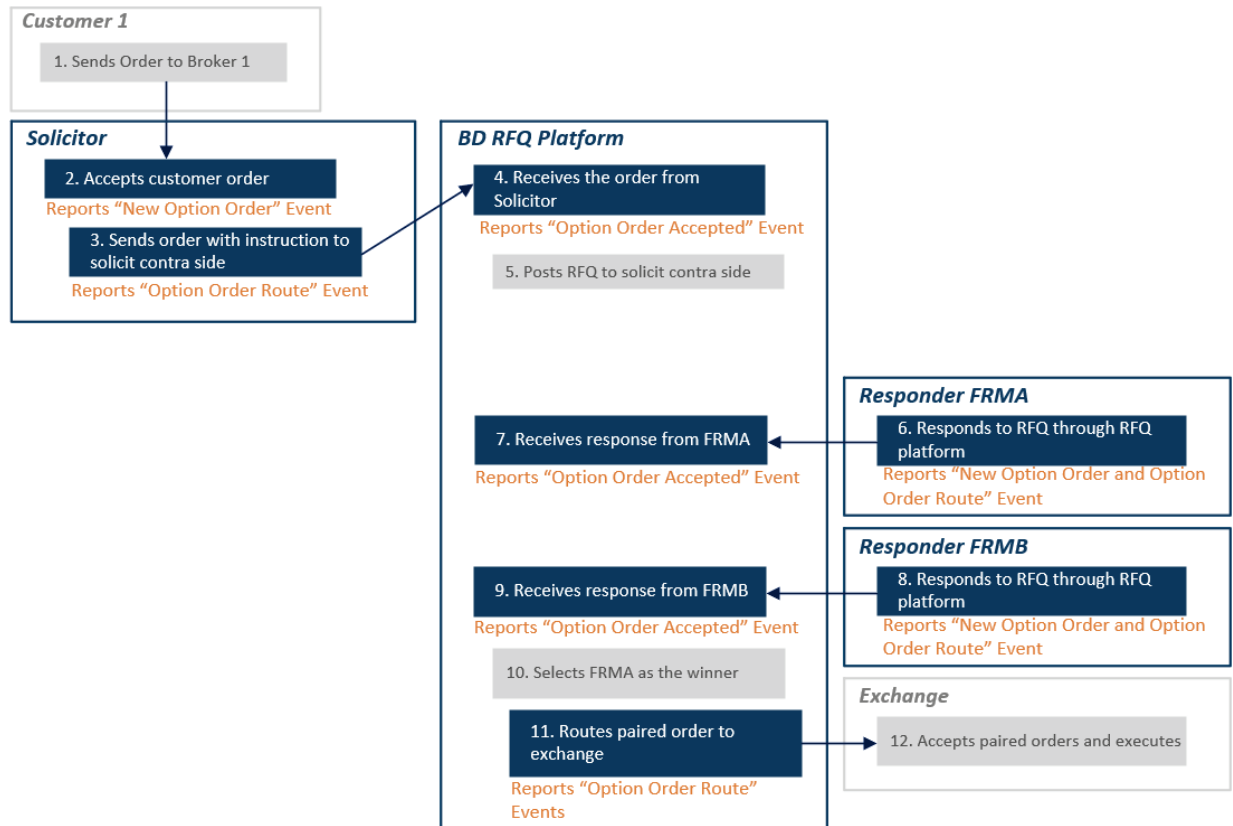 Customer 1
1. Sends Order to Broker 1
Solicitor
2. Accepts customer order
Reports “New Option Order” Event
3. Sends order with instruction to
solicit contra side
Reports “Option Order Route” Event
BD RFQ Platform
4. Receives the order from
Solicitor
Reports “Option Order Accepted” Event
5. Posts RFQ to solicit contra side
Responder FRMA
6. Responds to RFQ through RFQ
platform
Reports “New Option Order and Option
Order Route” Event
7. Receives response from FRMA
Reports “Option Order Accepted” Event
Responder FRMB
8. Responds to RFQ through RFQ
platform
Reports “New Option Order and Option
Order Route” Event
9. Receives response from FRMB
Reports “Option Order Accepted” Event
10. Selects FRMA as the winner
11. Routes paired order to
exchange
Reports “Option Order Route”
Events
Exchange
12. Accepts paired orders and executes